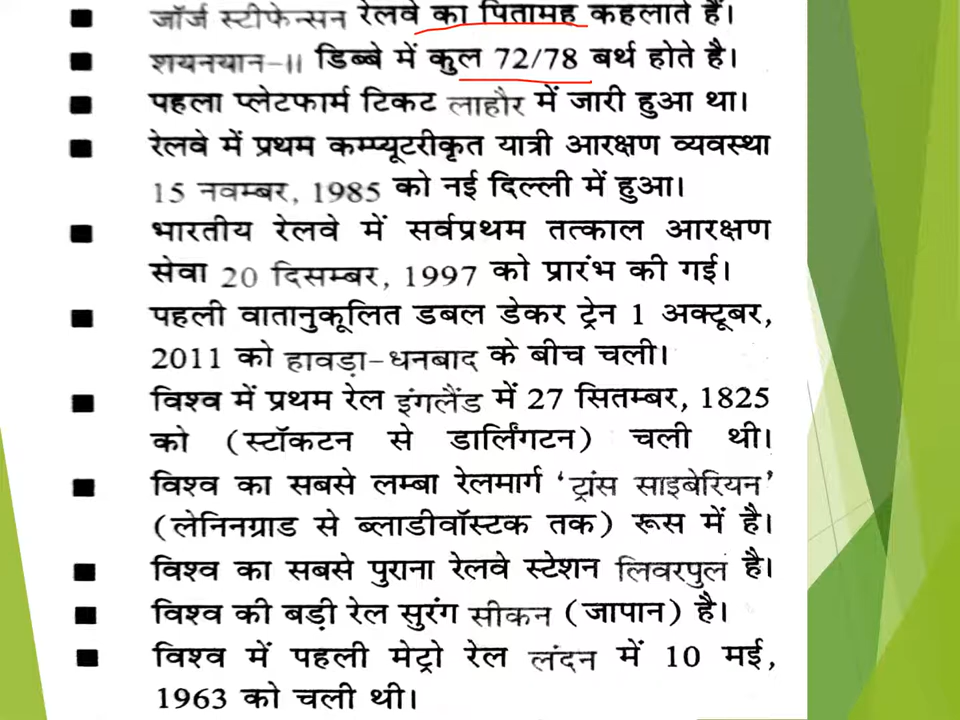 जॉर्ज स्टीफेन्सन रेलवे का पितामह कहलाते हैं।
शयनयान-II डिब्बे में कुल 72/78 बर्थ होते है।
पहला प्लेटफार्म टिकट लाहौर में जारी हुआ था।
रेलवे में प्रथम कम्प्यूटरीकृत यात्री आरक्षण व्यवस्था
15 नवम्बर, 1985 को नई दिल्ली में हुआ।
भारतीय रेलवे में सर्वप्रथम तत्काल आरक्षण
सेवा 20 दिसम्बर, 1997 को प्रारंभ की गई।
पहली वातानुकूलित डबल डेकर ट्रेन 1 अक्टूबर,
2011 को हावड़ा-धनबाद के बीच चली।
विश्व में प्रथम रेल इंगलैंड में 27 सितम्बर, 1825
को (स्टॉकटन से डार्लिंगटन) चली थी।
विश्व का सबसे लम्बा रेलमार्ग 'ट्रांस साइबेरियन'
(लेनिनग्राड से ब्लाडीवॉस्टक तक) रूस में है।
विश्व का सबसे पुराना रेलवे स्टेशन लिवरपुल है।
विश्व की बड़ी रेल सुरंग सीकन (जापान) है।
विश्व में पहली मेट्रो रेल लंदन में 10 मई,
1963 को चली थी।